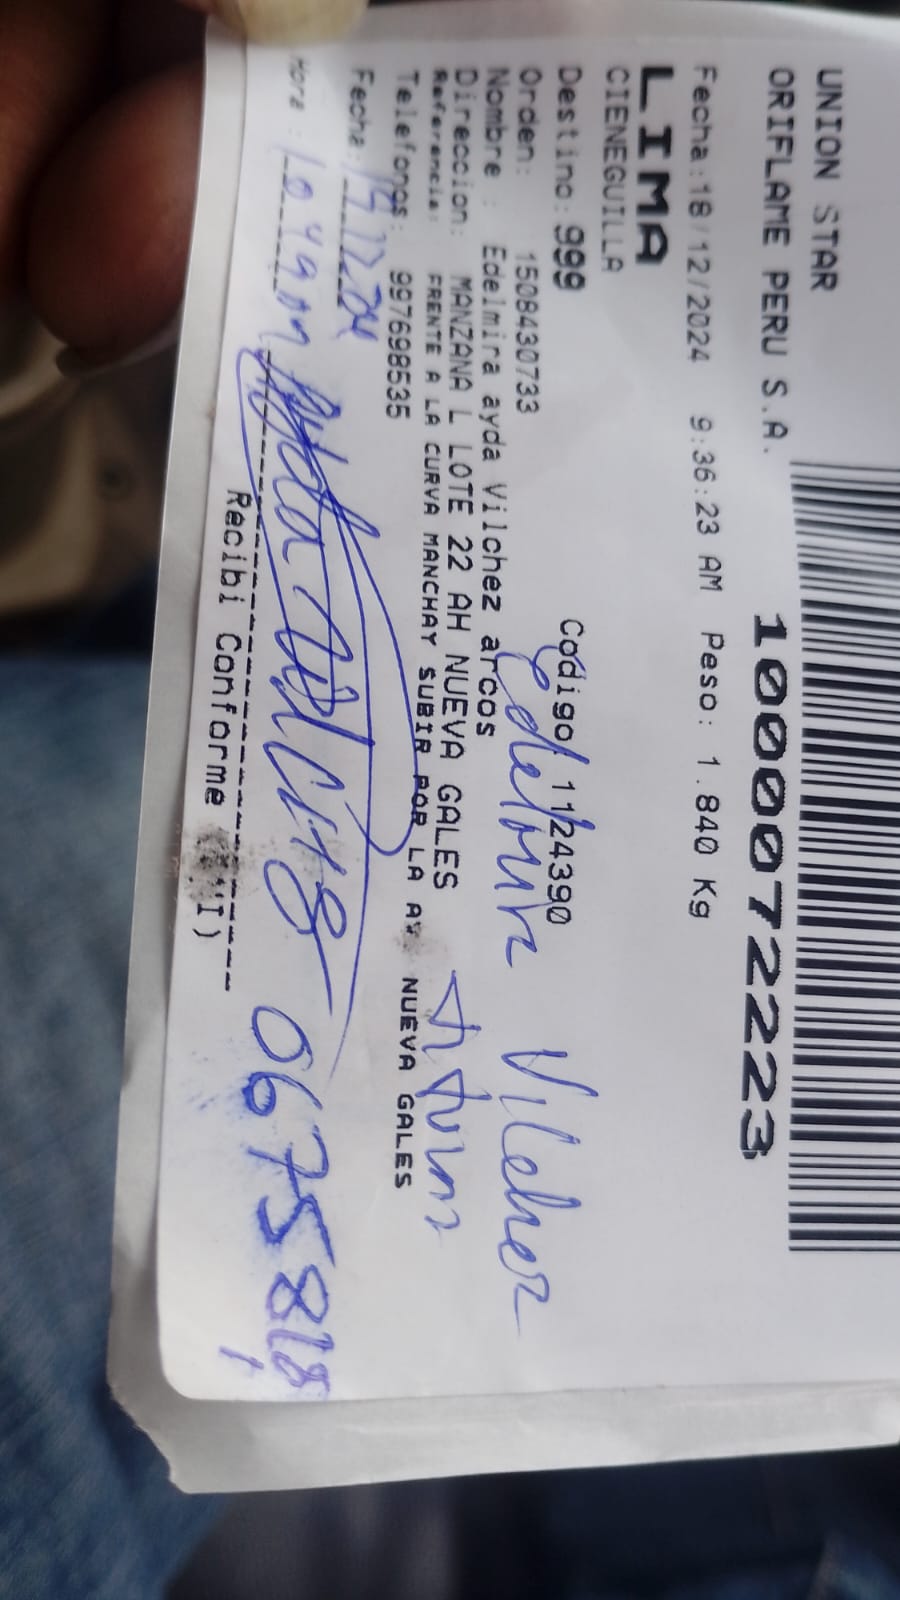 UNION STAR
ORIFLAME PERU S.A. 1000072223
Fecha:18/12/2024 9:36:23 AM Peso: 1.840 Kg
LIMA
CIENEGUILLA
Destino: 999 Codigo 1124390
Orden: 1508430733
Nombre : Edelmira ayda Vilchez arcos
Direccion: MANZANA L LOTE 22 AH NUEVA GALES
Referencia: FRENTE A LA CURVA MANCHAY SUBIR POR LA AV NUEVA GALES
Telefonos: 997698535
Fecha:
Hora :
Recibi Conforme